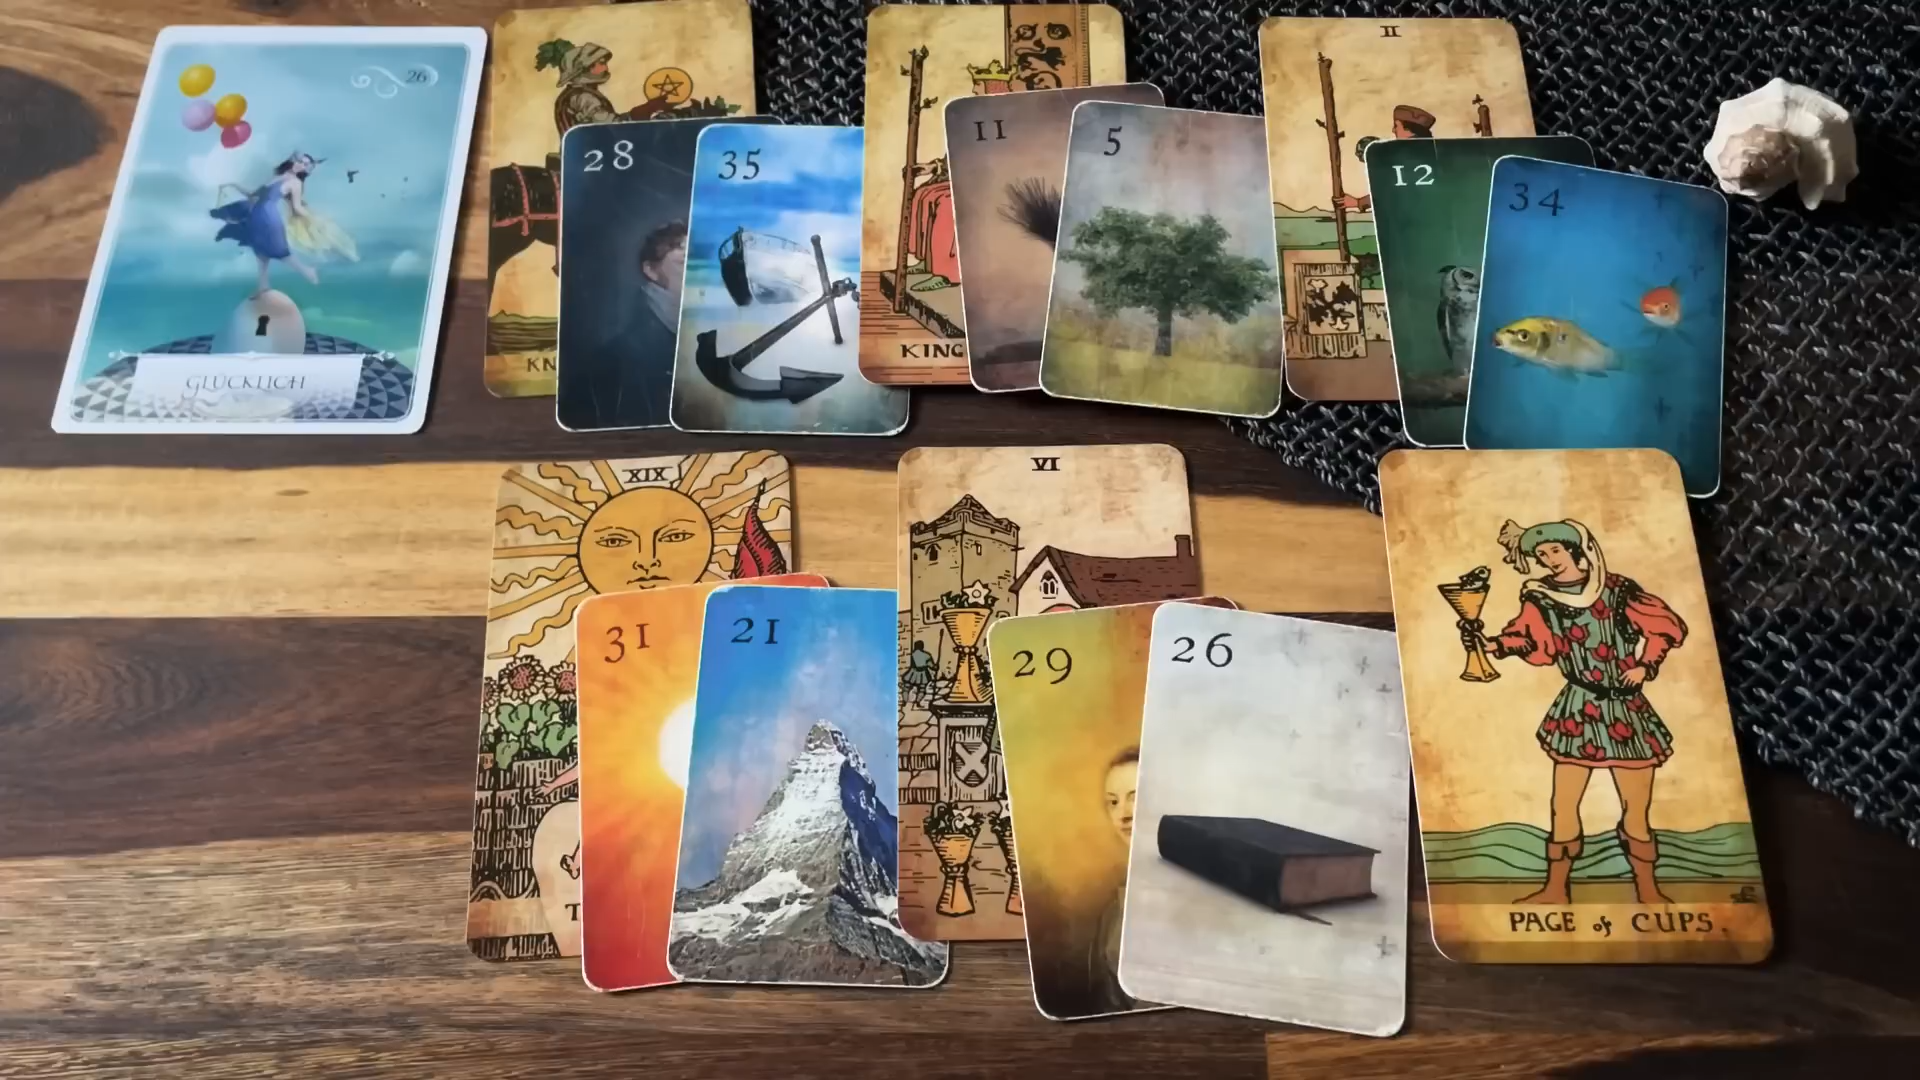 26
GLÜCKLICH
KN
28
35
KING
11
5
II
12
34
XIX
T
31
21
VI
29
26
PAGE of CUPS.